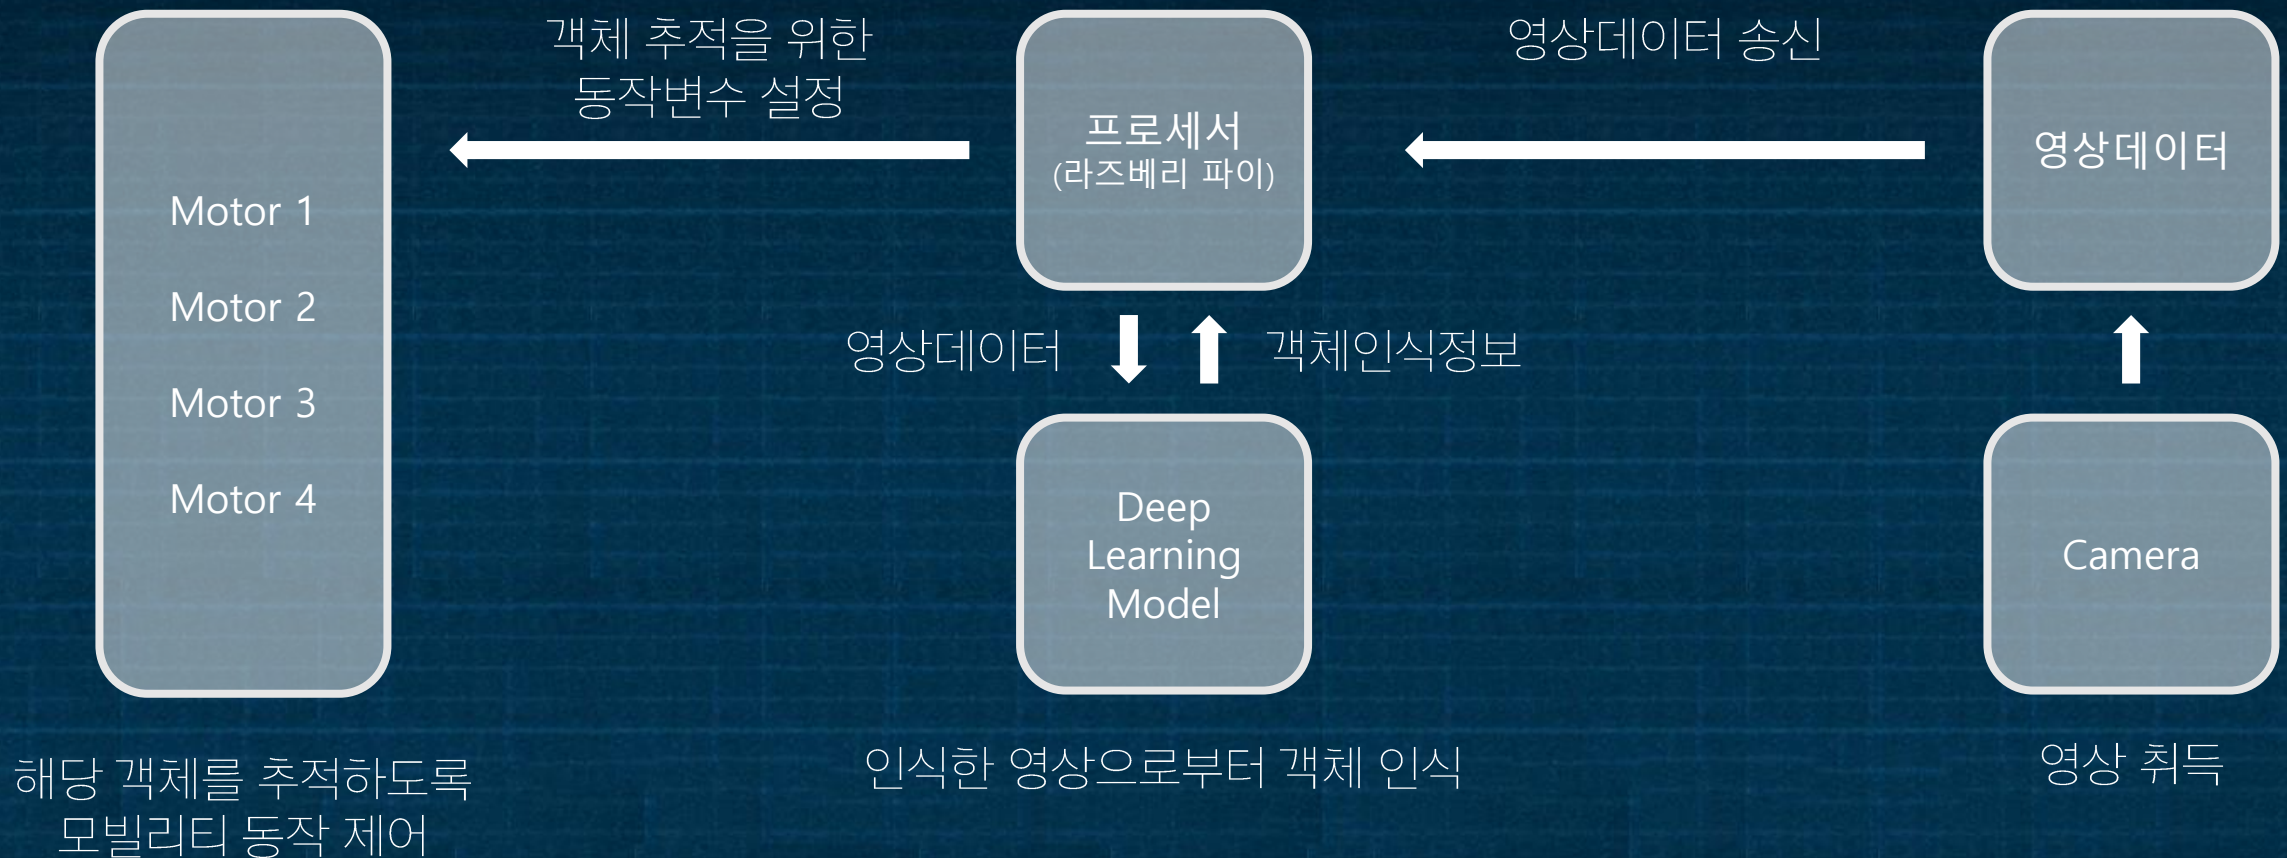 객체 추적을 위한
동작변수 설정
영상데이터 송신
프로세서
(라즈베리 파이)
영상데이터
Motor 1
Motor 2
Motor 3
Motor 4
영상데이터
객체인식정보
Deep
Learning
Model
Camera
해당 객체를 추적하도록
모빌리티 동작 제어
인식한 영상으로부터 객체 인식
영상 취득